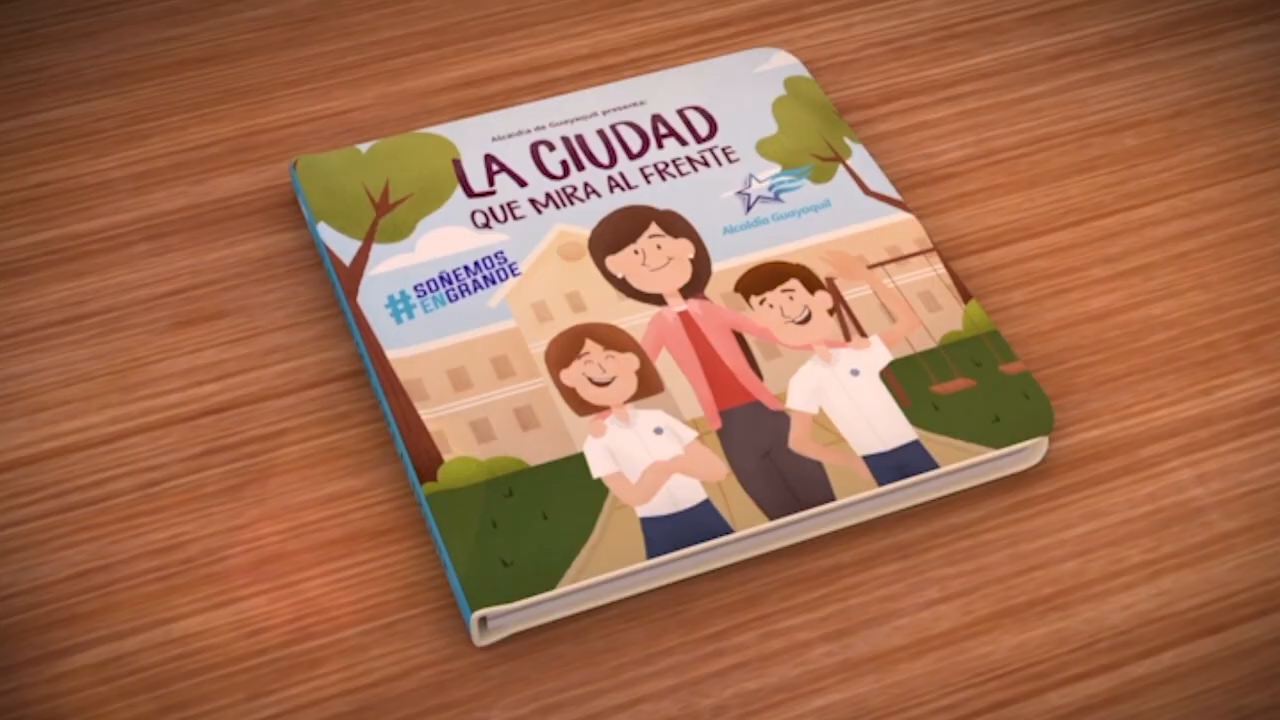 Alcaldía de Guayaquil presenta:
LA CIUDAD
QUE MIRA AL FRENTE
Alcaldía Guayaquil
#SOÑEMOS
ENGRANDE